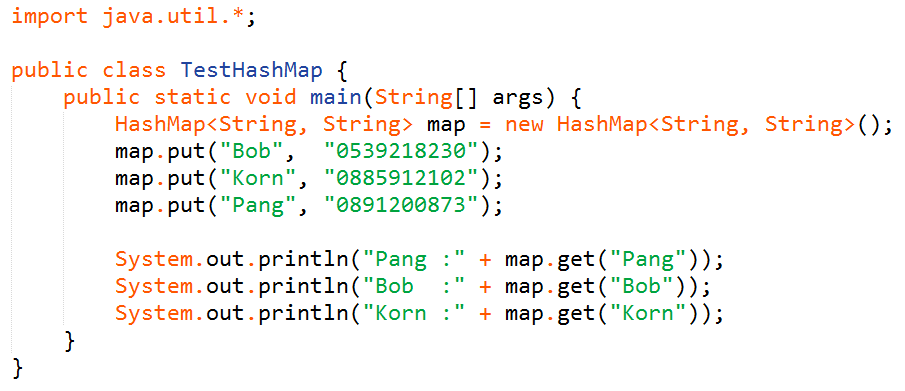 import java.util.*;

public class TestHashMap {
    public static void main(String[] args) {
        HashMap<String, String> map = new HashMap<String, String>();
        map.put("Bob",  "0539218230");
        map.put("Korn", "0885912102");
        map.put("Pang", "0891200873");

        System.out.println("Pang :" + map.get("Pang"));
        System.out.println("Bob  :" + map.get("Bob"));
        System.out.println("Korn :" + map.get("Korn"));
    }
}